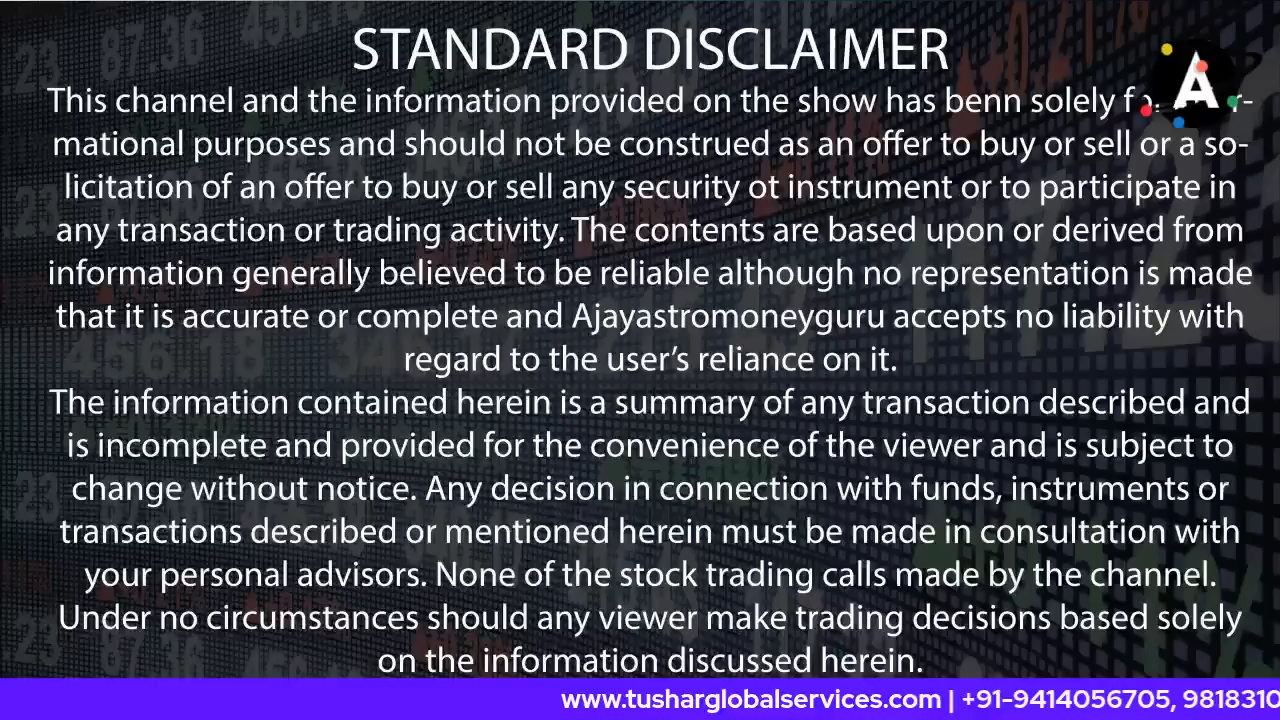 STANDARD DISCLAIMER
A
This channel and the information provided on the show has benn solely
mational purposes and should not be construed as an offer to buy or sell or a so-
licitation of an offer to buy or sell any security ot instrument or to participate in
any transaction or trading activity. The contents are based upon or derived from
information generally believed to be reliable although no representation is made
that it is accurate or complete and Ajayastromoneyguru accepts no liability with
regard to the user's reliance on it.
The information contained herein is a summary of any transaction described and
is incomplete and provided for the convenience of the viewer and is subject to
change without notice. Any decision in connection with funds, instruments or
transactions described or mentioned herein must be made in consultation with
your personal advisors. None of the stock trading calls made by the channel.
Under no circumstances should any viewer make trading decisions based solely
on the information discussed herein.
www.tusharglobalservices.com | +91-9414056705, 9818310